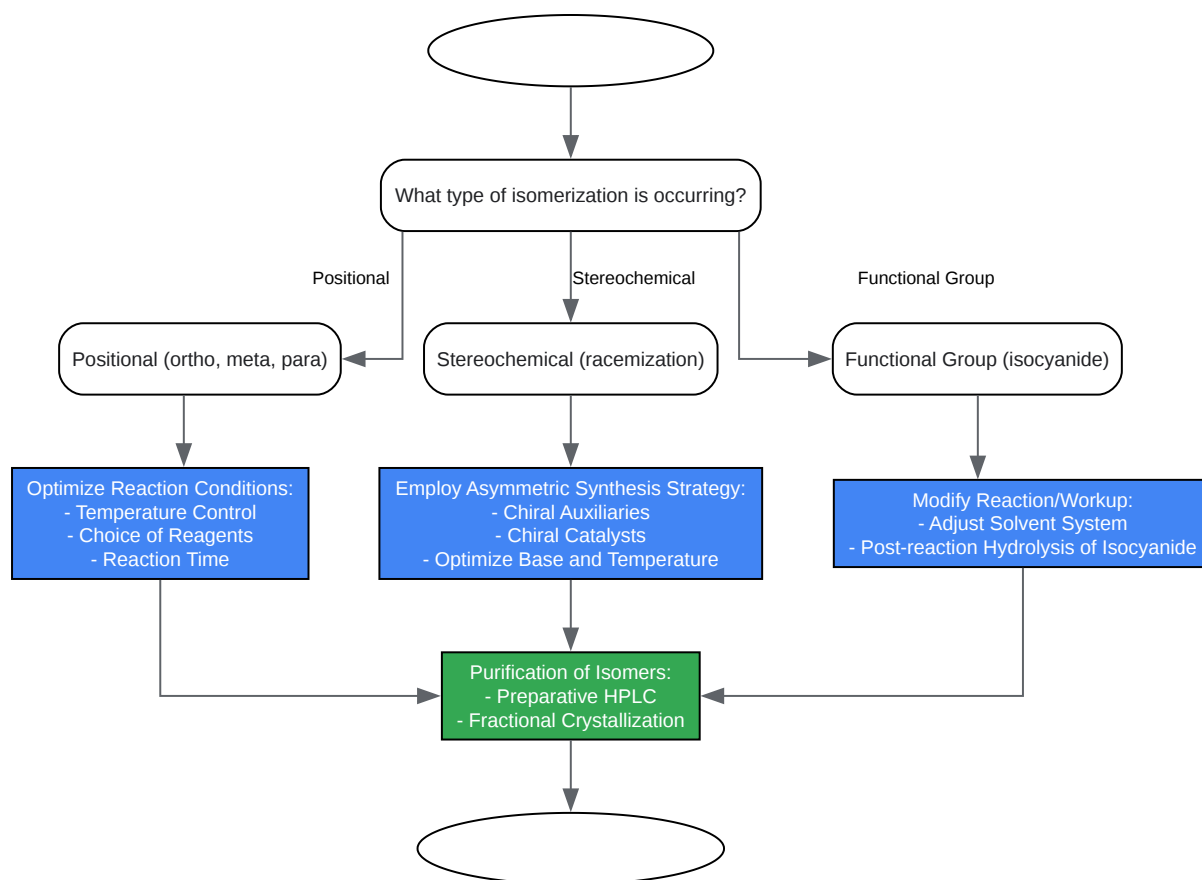 What type of isomerization is occurring?
Positional
Stereochemical
Functional Group
Positional (ortho, meta, para)
Stereochemical (racemization)
Functional Group (isocyanide)
Optimize Reaction Conditions:
- Temperature Control
- Choice of Reagents
- Reaction Time
Employ Asymmetric Synthesis Strategy:
- Chiral Auxiliaries
- Chiral Catalysts
- Optimize Base and Temperature
Modify Reaction/Workup:
- Adjust Solvent System
- Post-reaction Hydrolysis of Isocyanide
Purification of Isomers:
- Preparative HPLC
- Fractional Crystallization